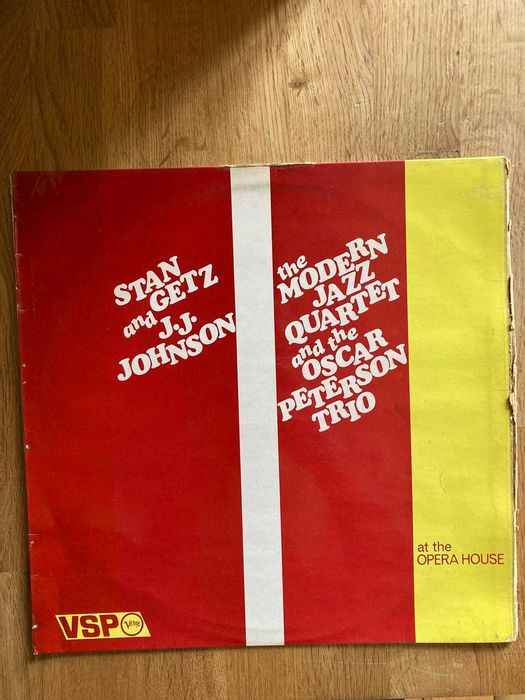 STAN
GETZ
and
J.J.
JOHNSON
the
MODERN
JAZZ
QUARTET
and the
OSCAR
PETERSON
TRIO
at the
OPERA HOUSE
VSP Verve